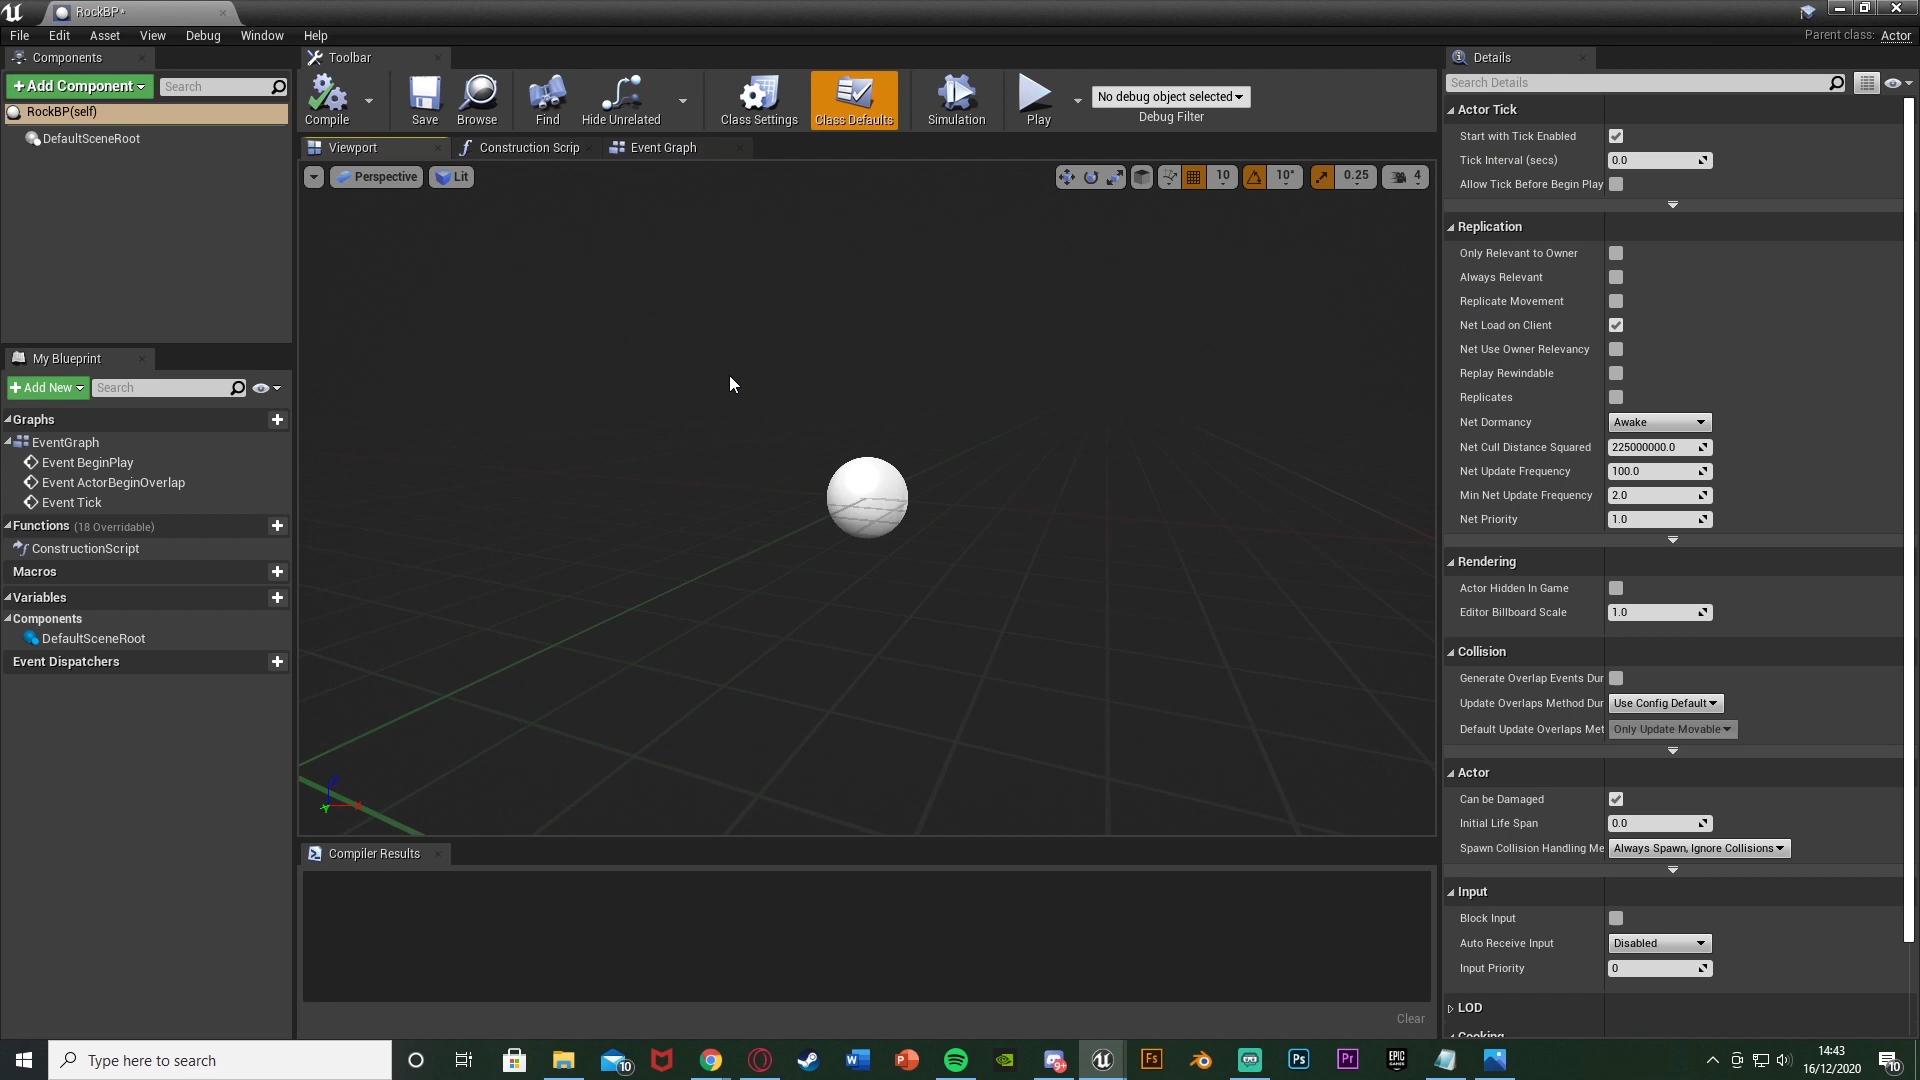 RockBP*
File Edit Asset View Debug Window Help
Parent class: Actor
Components
Toolbar
Details
+Add Component
Search
RockBP(self)
DefaultSceneRoot
Compile
Save
Browse
Find
Hide Unrelated
Class Settings
Class Defaults
Simulation
Play
No debug object selected
Debug Filter
Viewport
Construction Scrip
Event Graph
Perspective
Lit
10
10°
0.25
4
My Blueprint
+Add New
Search
Graphs
EventGraph
Event BeginPlay
Event ActorBeginOverlap
Event Tick
Functions (18 Overridable)
ConstructionScript
Macros
Variables
Components
DefaultSceneRoot
Event Dispatchers
Z
Y
X
Compiler Results
Clear
Search Details
Actor Tick
Start with Tick Enabled
Tick Interval (secs) 0.0
Allow Tick Before Begin Play
Replication
Only Relevant to Owner
Always Relevant
Replicate Movement
Net Load on Client
Net Use Owner Relevancy
Replay Rewindable
Replicates
Net Dormancy Awake
Net Cull Distance Squared 225000000.0
Net Update Frequency 100.0
Min Net Update Frequency 2.0
Net Priority 1.0
Rendering
Actor Hidden In Game
Editor Billboard Scale 1.0
Collision
Generate Overlap Events Dur
Update Overlaps Method Dur Use Config Default
Default Update Overlaps Met Only Update Movable
Actor
Can be Damaged
Initial Life Span 0.0
Spawn Collision Handling Me Always Spawn, Ignore Collisions
Input
Block Input
Auto Receive Input Disabled
Input Priority 0
LOD
Cooking
Type here to search
10
9+
Fs
Ps
Pr
EPIC GAMES
14:43
16/12/2020
10